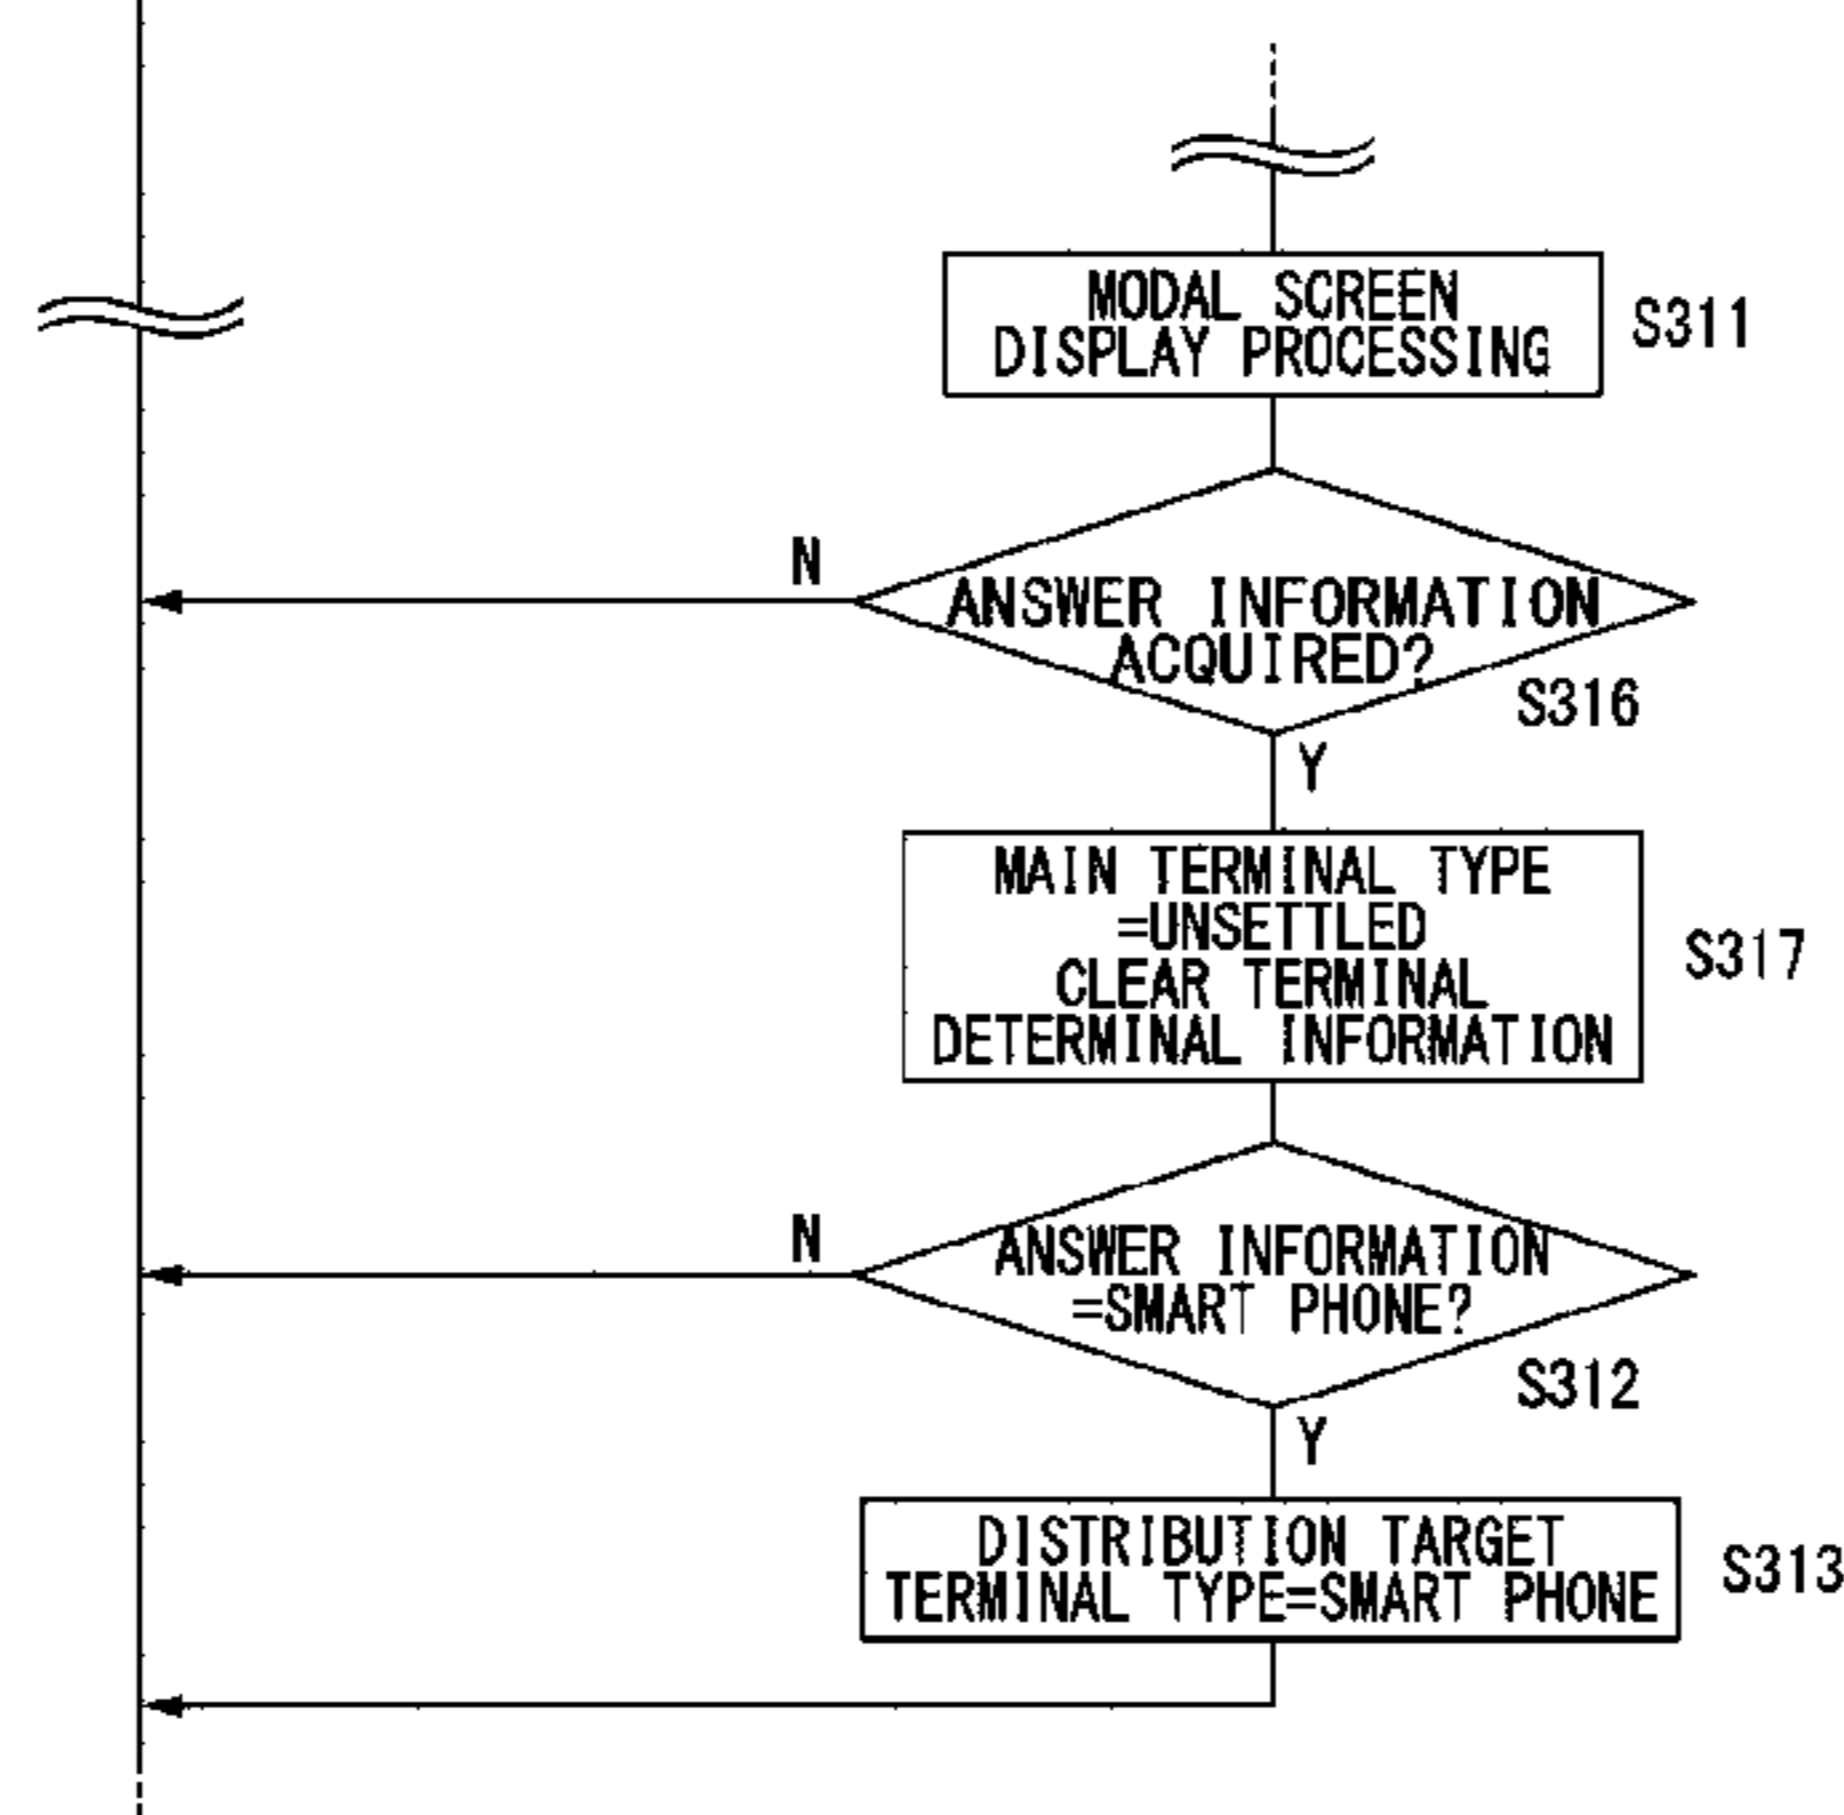 MODAL SCREEN
DISPLAY PROCESSING
S311
N
ANSWER INFORMATION
ACQUIRED?
S316
Y
MAIN TERMINAL TYPE
=UNSETTLED
CLEAR TERMINAL
DETERMINAL INFORMATION
S317
N
ANSWER INFORMATION
=SMART PHONE?
S312
Y
DISTRIBUTION TARGET
TERMINAL TYPE=SMART PHONE
S313